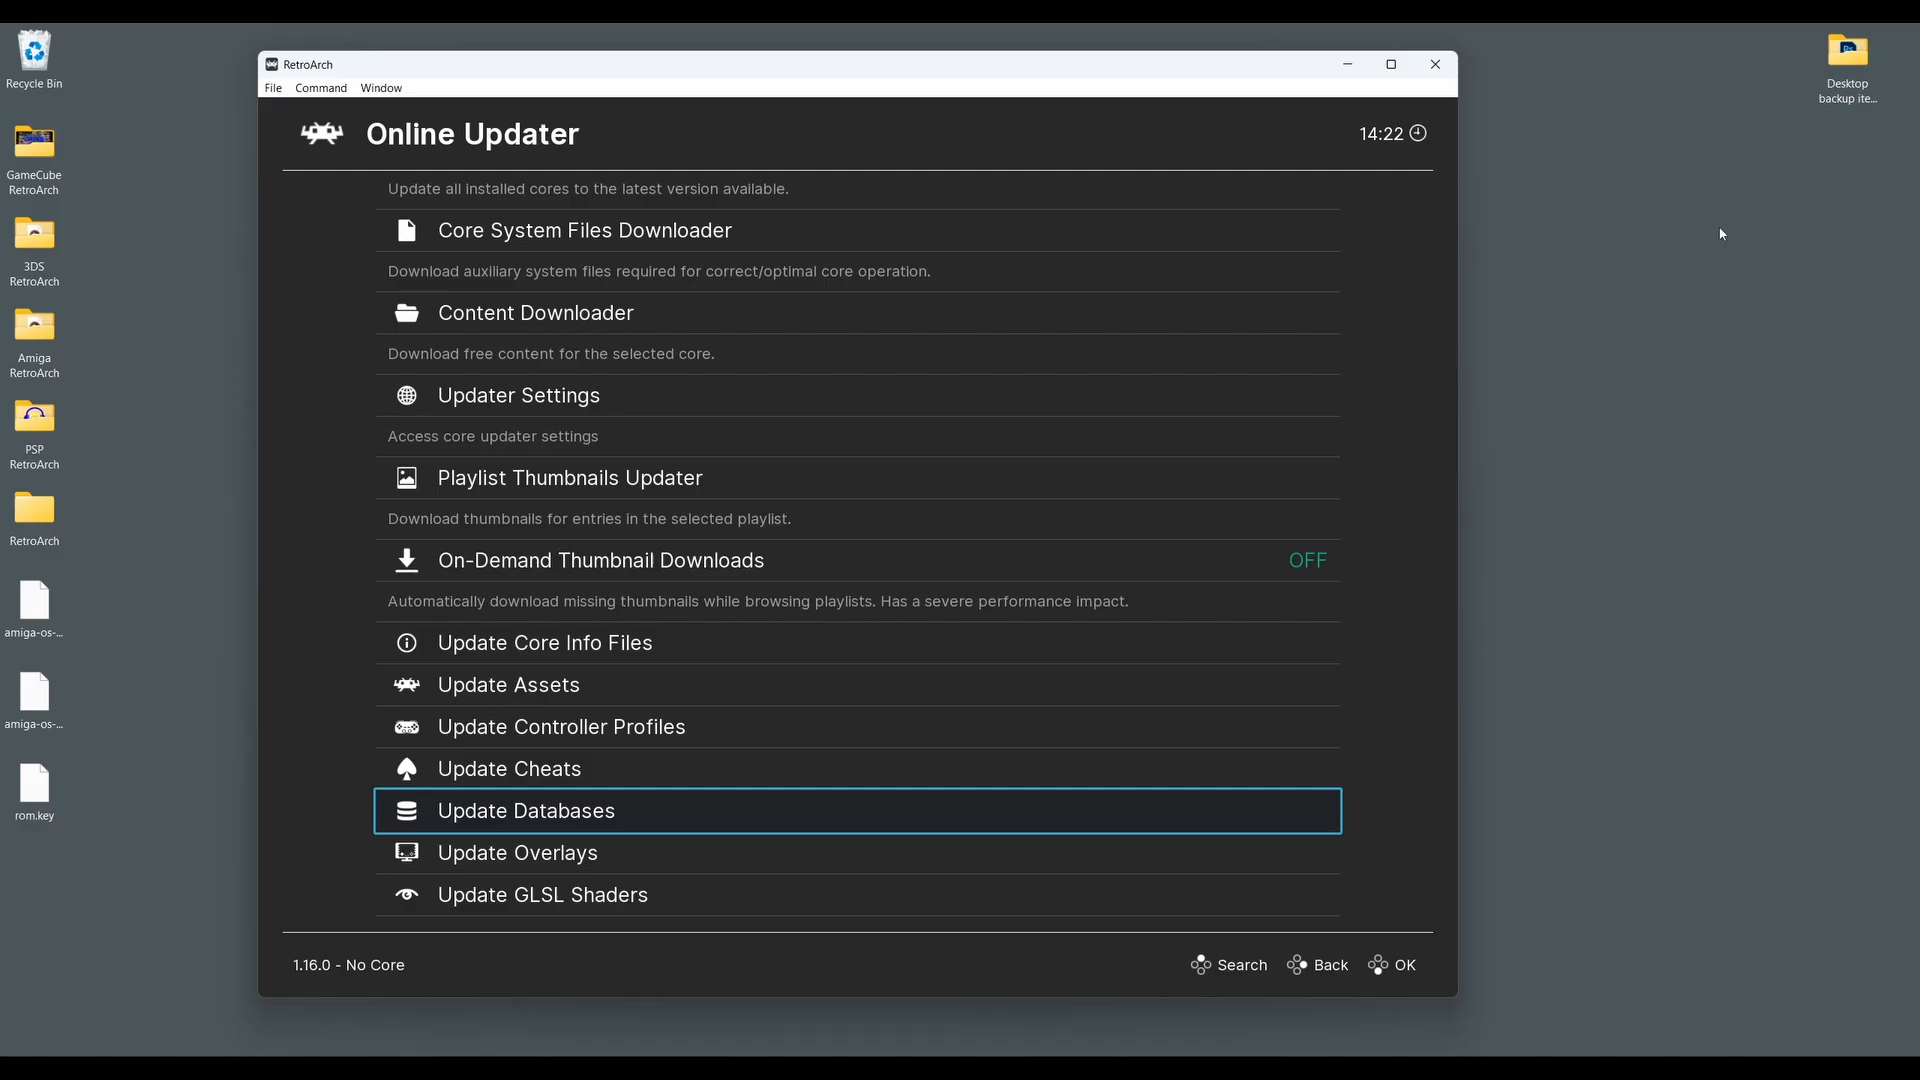 Recycle Bin
GameCube
RetroArch
3DS
RetroArch
Amiga
RetroArch
PSP
RetroArch
RetroArch
amiga-os-...
amiga-os-...
rom.key
RetroArch
File Command Window
Online Updater
14:22
Update all installed cores to the latest version available.
Core System Files Downloader
Download auxiliary system files required for correct/optimal core operation.
Content Downloader
Download free content for the selected core.
Updater Settings
Access core updater settings
Playlist Thumbnails Updater
Download thumbnails for entries in the selected playlist.
On-Demand Thumbnail Downloads OFF
Automatically download missing thumbnails while browsing playlists. Has a severe performance impact.
Update Core Info Files
Update Assets
Update Controller Profiles
Update Cheats
Update Databases
Update Overlays
Update GLSL Shaders
1.16.0 - No Core
Search Back OK
Ps
Desktop
backup ite...